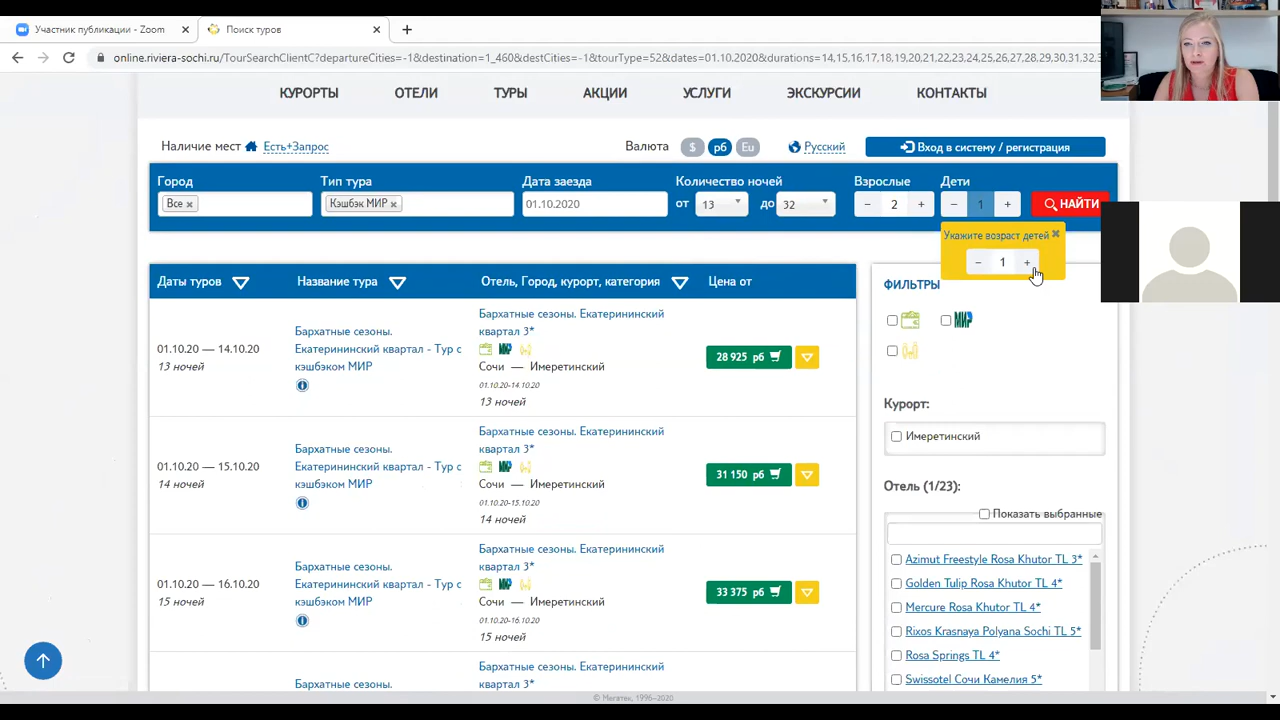 Участник публикации - Zoom
Поиск туров
online.riviera-sochi.ru/TourSearchClientC?departureCities=-1&destination=1_460&destCities=-1&tourType=52&dates=01.10.2020&durations=14,15,16,17,18,19,20,21,22,23,24,25,26,27,28,29,30,31,32
КУРОРТЫ ОТЕЛИ ТУРЫ АКЦИИ УСЛУГИ ЭКСКУРСИИ КОНТАКТЫ
Наличие мест Есть+Запрос Валюта $ рб Eu Русский Вход в систему / регистрация
Город Тип тура Дата заезда Количество ночей Взрослые Дети
Все × Кэшбэк МИР × 01.10.2020 от 13 до 32 − 2 + − 1 + НАЙТИ
Укажите возраст детей ×
− 1 +
Даты туров Название тура Отель, Город, курорт, категория Цена от
01.10.20 — 14.10.20
13 ночей
Бархатные сезоны.
Екатерининский квартал - Тур с
кэшбэком МИР
Бархатные сезоны. Екатерининский
квартал 3*
МИР
Сочи — Имеретинский
01.10.20-14.10.20
13 ночей
28 925 рб
01.10.20 — 15.10.20
14 ночей
Бархатные сезоны.
Екатерининский квартал - Тур с
кэшбэком МИР
Бархатные сезоны. Екатерининский
квартал 3*
МИР
Сочи — Имеретинский
01.10.20-15.10.20
14 ночей
31 150 рб
01.10.20 — 16.10.20
15 ночей
Бархатные сезоны.
Екатерининский квартал - Тур с
кэшбэком МИР
Бархатные сезоны. Екатерининский
квартал 3*
МИР
Сочи — Имеретинский
01.10.20-16.10.20
15 ночей
33 375 рб
Бархатные сезоны.
Бархатные сезоны. Екатерининский
квартал 3*
ФИЛЬТРЫ
МИР
Курорт:
Имеретинский
Отель (1/23):
Показать выбранные
Azimut Freestyle Rosa Khutor TL 3*
Golden Tulip Rosa Khutor TL 4*
Mercure Rosa Khutor TL 4*
Rixos Krasnaya Polyana Sochi TL 5*
Rosa Springs TL 4*
Swissotel Сочи Камелия 5*
© Мегатек, 1996–2020